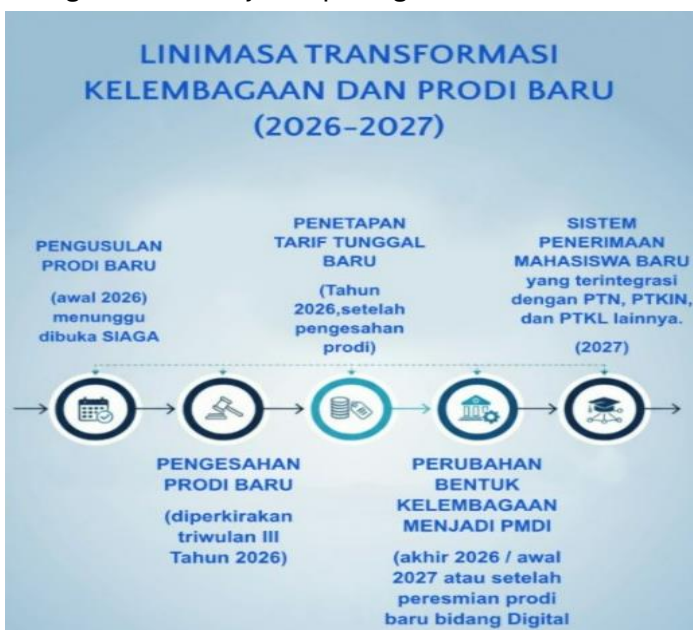 LINIMASA TRANSFORMASI
KELEMBAGAAN DAN PRODI BARU
(2026-2027)
PENGUSULAN
PRODI BARU
(awal 2026)
menunggu
dibuka SIAGA
PENGESAHAN
PRODI BARU
(diperkirakan
triwulan III
Tahun 2026)
PENETAPAN
TARIF TUNGGAL
BARU
(Tahun
2026,setelah
pengesahan
prodi)
PERUBAHAN
BENTUK
KELEMBAGAAN
MENJADI PMDI
(akhir 2026 / awal
2027 atau setelah
peresmian prodi
baru bidang Digital
SISTEM
PENERIMAAN
MAHASISWA BARU
yang terintegrasi
dengan PTN, PTKIN,
dan PTKL lainnya.
(2027)